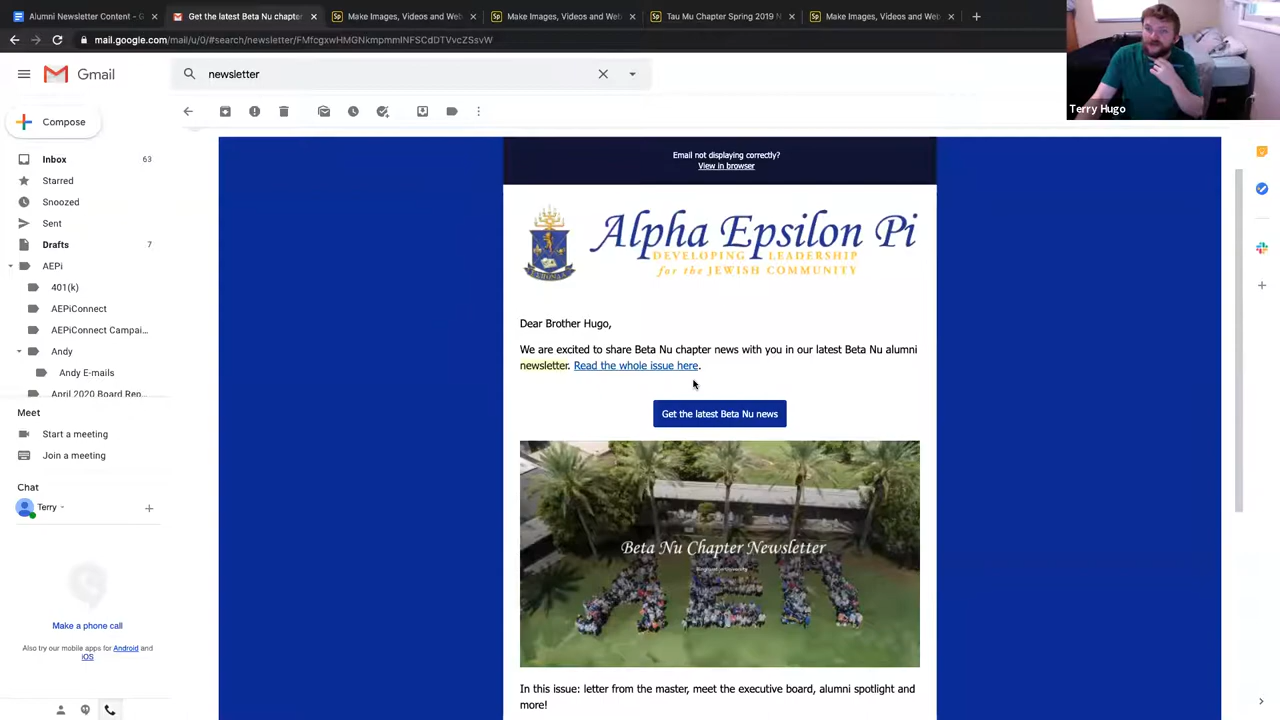 Alumni Newsletter Content - G
Get the latest Beta Nu chapter
Make Images, Videos and Web
Make Images, Videos and Web
Tau Mu Chapter Spring 2019 N
Make Images, Videos and Web
mail.google.com/mail/u/0/#search/newsletter/FMfcgxwHMGNkmpmmlNFSCdDTVvcZSsvW
Gmail
newsletter
Terry Hugo
Compose
Inbox 63
Starred
Snoozed
Sent
Drafts 7
AEPi
401(k)
AEPiConnect
AEPiConnect Campai...
Andy
Andy E-mails
April 2020 Board Rep...
Meet
Start a meeting
Join a meeting
Chat
Terry
Make a phone call
Also try our mobile apps for Android and
iOS
Email not displaying correctly?
View in browser
Alpha Epsilon Pi
DEVELOPING LEADERSHIP
for the JEWISH COMMUNITY
Dear Brother Hugo,
We are excited to share Beta Nu chapter news with you in our latest Beta Nu alumni
newsletter. Read the whole issue here.
Get the latest Beta Nu news
Beta Nu Chapter Newsletter
ΑΕΠ
In this issue: letter from the master, meet the executive board, alumni spotlight and
more!